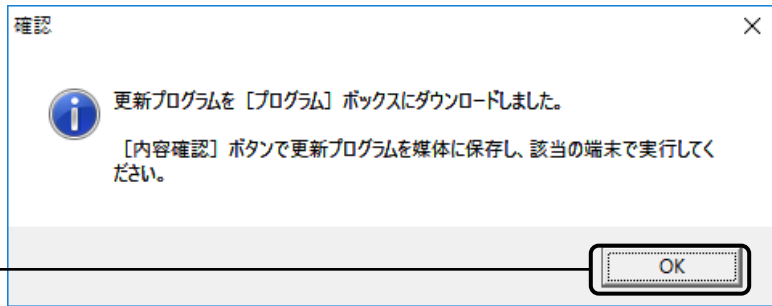 確認
更新プログラムを［プログラム］ボックスにダウンロードしました。
［内容確認］ボタンで更新プログラムを媒体に保存し、該当の端末で実行してく
ださい。
OK